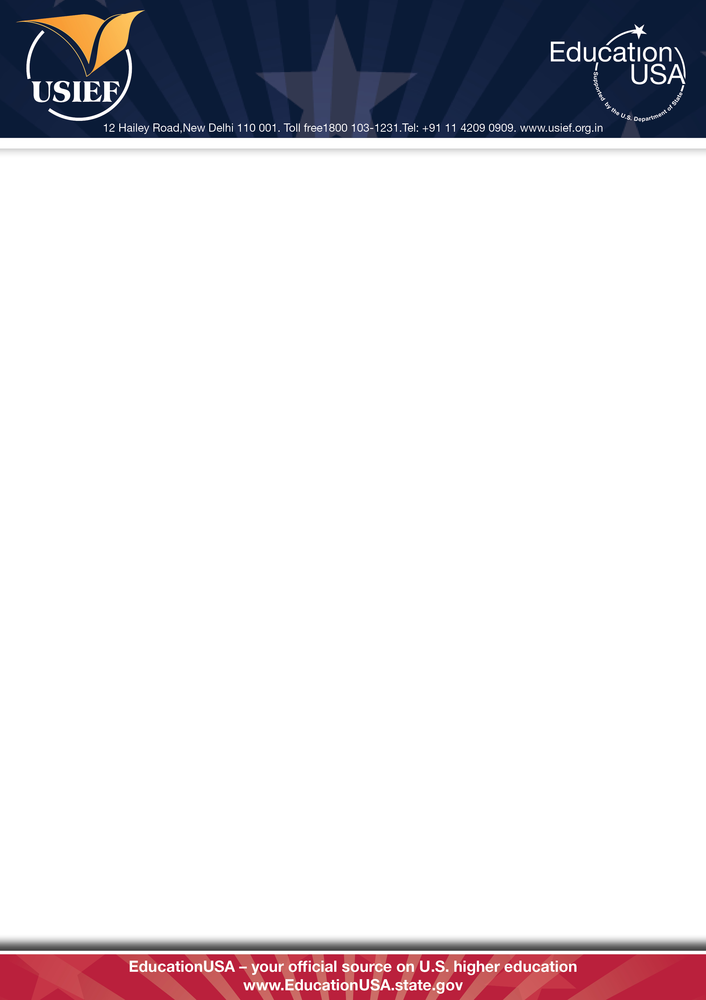 USIEF
Education
USA
Supported by the U.S. Department of State
12 Hailey Road,New Delhi 110 001. Toll free1800 103-1231.Tel: +91 11 4209 0909. www.usief.org.in
EducationUSA – your official source on U.S. higher education
www.EducationUSA.state.gov